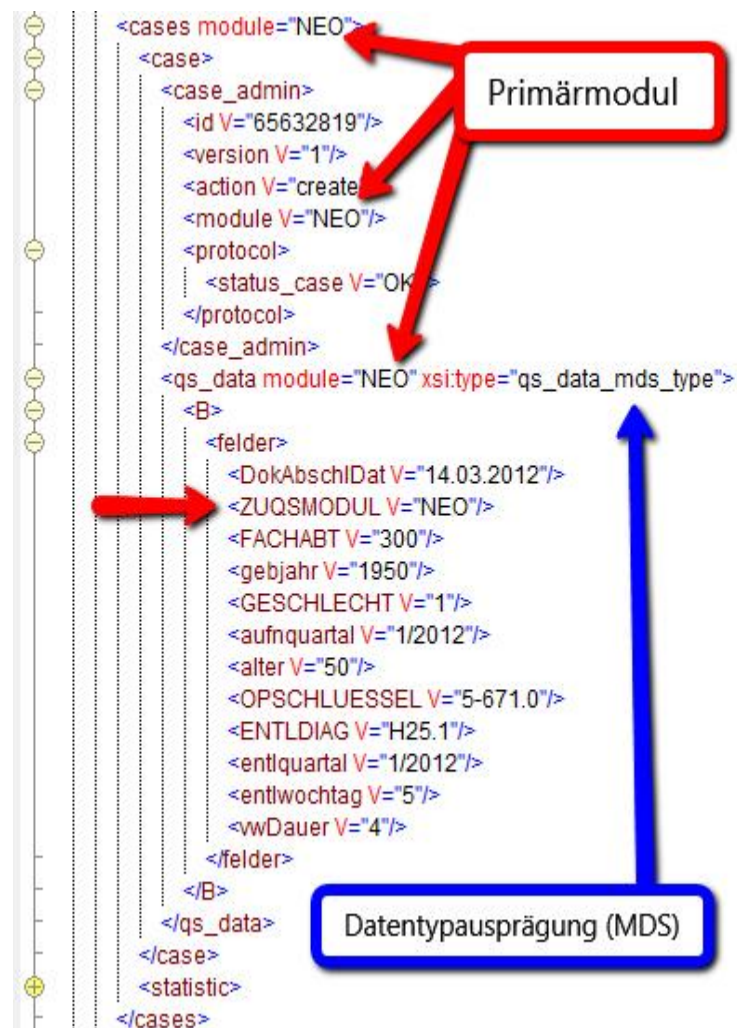 <cases module="NEO">
<case>
<case_admin>
<id V="65632819"/>
<version V="1"/>
<action V="create
<module V="NEO"/>
<protocol>
<status_case V="OK
</protocol>
</case_admin>
<qs_data module="NEO" xsi:type="qs_data_mds_type">
<B>
<felder>
<DokAbschlDat V="14.03.2012"/>
<ZUQSMODUL V="NEO"/>
<FACHABT V="300"/>
<gebjahr V="1950"/>
<GESCHLECHT V="1"/>
<aufnquartal V="1/2012"/>
<alter V="50"/>
<OPSCHLUESSEL V="5-671.0"/>
<ENTLDIAG V="H25.1"/>
<entlquartal V="1/2012"/>
<entlwochtag V="5"/>
<vwDauer V="4"/>
</felder>
</B>
</qs_data>
</case>
<statistic>
</cases>
Primärmodul
Datentypausprägung (MDS)